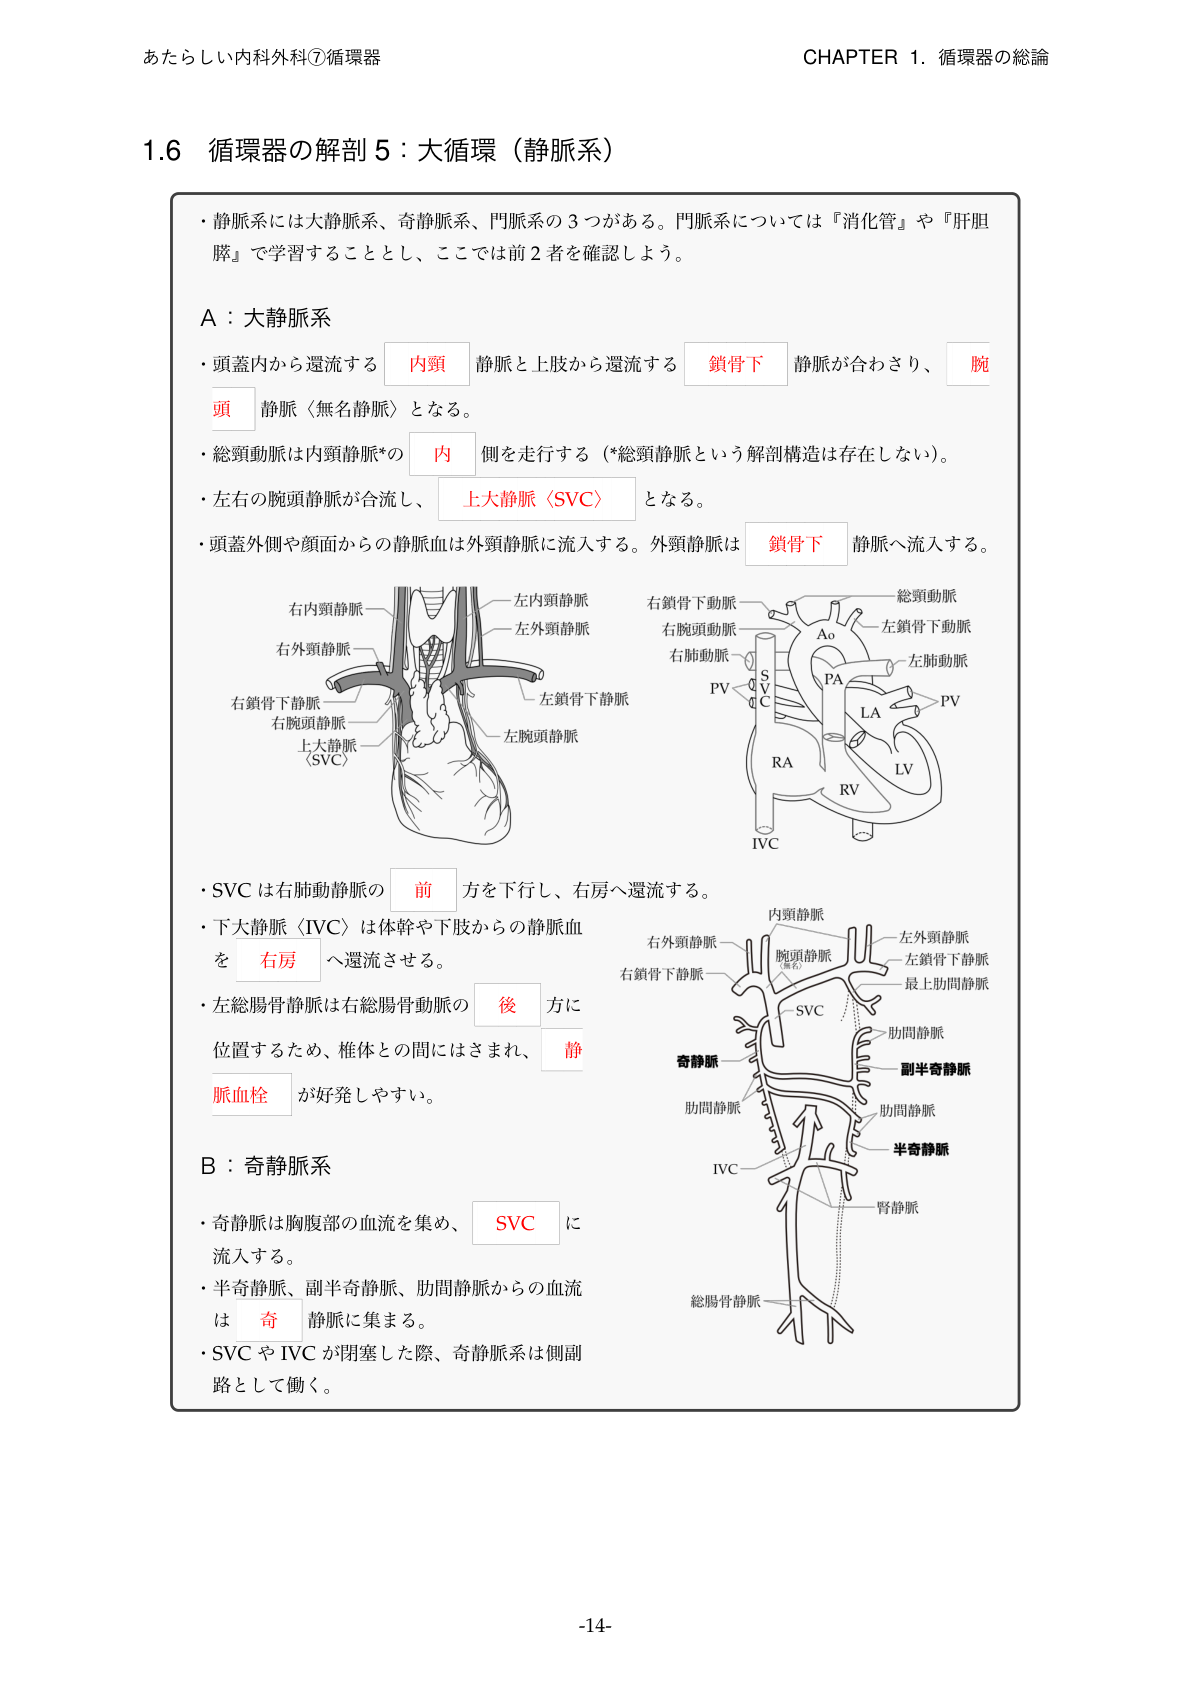 あたらしい内科外科⑦循環器
CHAPTER 1. 循環器の総論
1.6 循環器の解剖 5：大循環（静脈系）
・静脈系には大静脈系、奇静脈系、門脈系の 3 つがある。門脈系については『消化管』や『肝胆
膵』で学習することとし、ここでは前 2 者を確認しよう。
A：大静脈系
・頭蓋内から還流する 内頸 静脈と上肢から還流する 鎖骨下 静脈が合わさり、 腕
頭 静脈〈無名静脈〉となる。
・総頸動脈は内頸静脈*の 内 側を走行する（*総頸静脈という解剖構造は存在しない）。
・左右の腕頭静脈が合流し、 上大静脈〈SVC〉 となる。
・頭蓋外側や顔面からの静脈血は外頸静脈に流入する。外頸静脈は 鎖骨下 静脈へ流入する。
右内頸静脈
右外頸静脈
右鎖骨下静脈
右腕頭静脈
上大静脈
〈SVC〉
左内頸静脈
左外頸静脈
左鎖骨下静脈
左腕頭静脈
右鎖骨下動脈
右腕頭動脈
右肺動脈
PV
総頸動脈
左鎖骨下動脈
左肺動脈
PV
Ao
SVC
PA
LA
RA
LV
RV
IVC
・SVC は右肺動静脈の 前 方を下行し、右房へ還流する。
・下大静脈〈IVC〉は体幹や下肢からの静脈血
を 右房 へ還流させる。
・左総腸骨静脈は右総腸骨動脈の 後 方に
位置するため、椎体との間にはさまれ、 静
脈血栓 が好発しやすい。
B：奇静脈系
・奇静脈は胸腹部の血流を集め、 SVC に
流入する。
・半奇静脈、副半奇静脈、肋間静脈からの血流
は 奇 静脈に集まる。
・SVC や IVC が閉塞した際、奇静脈系は側副
路として働く。
内頸静脈
右外頸静脈
腕頭静脈
〈無名〉
右鎖骨下静脈
左外頸静脈
左鎖骨下静脈
最上肋間静脈
SVC
肋間静脈
奇静脈
副半奇静脈
肋間静脈
肋間静脈
半奇静脈
IVC
腎静脈
総腸骨静脈
-14-